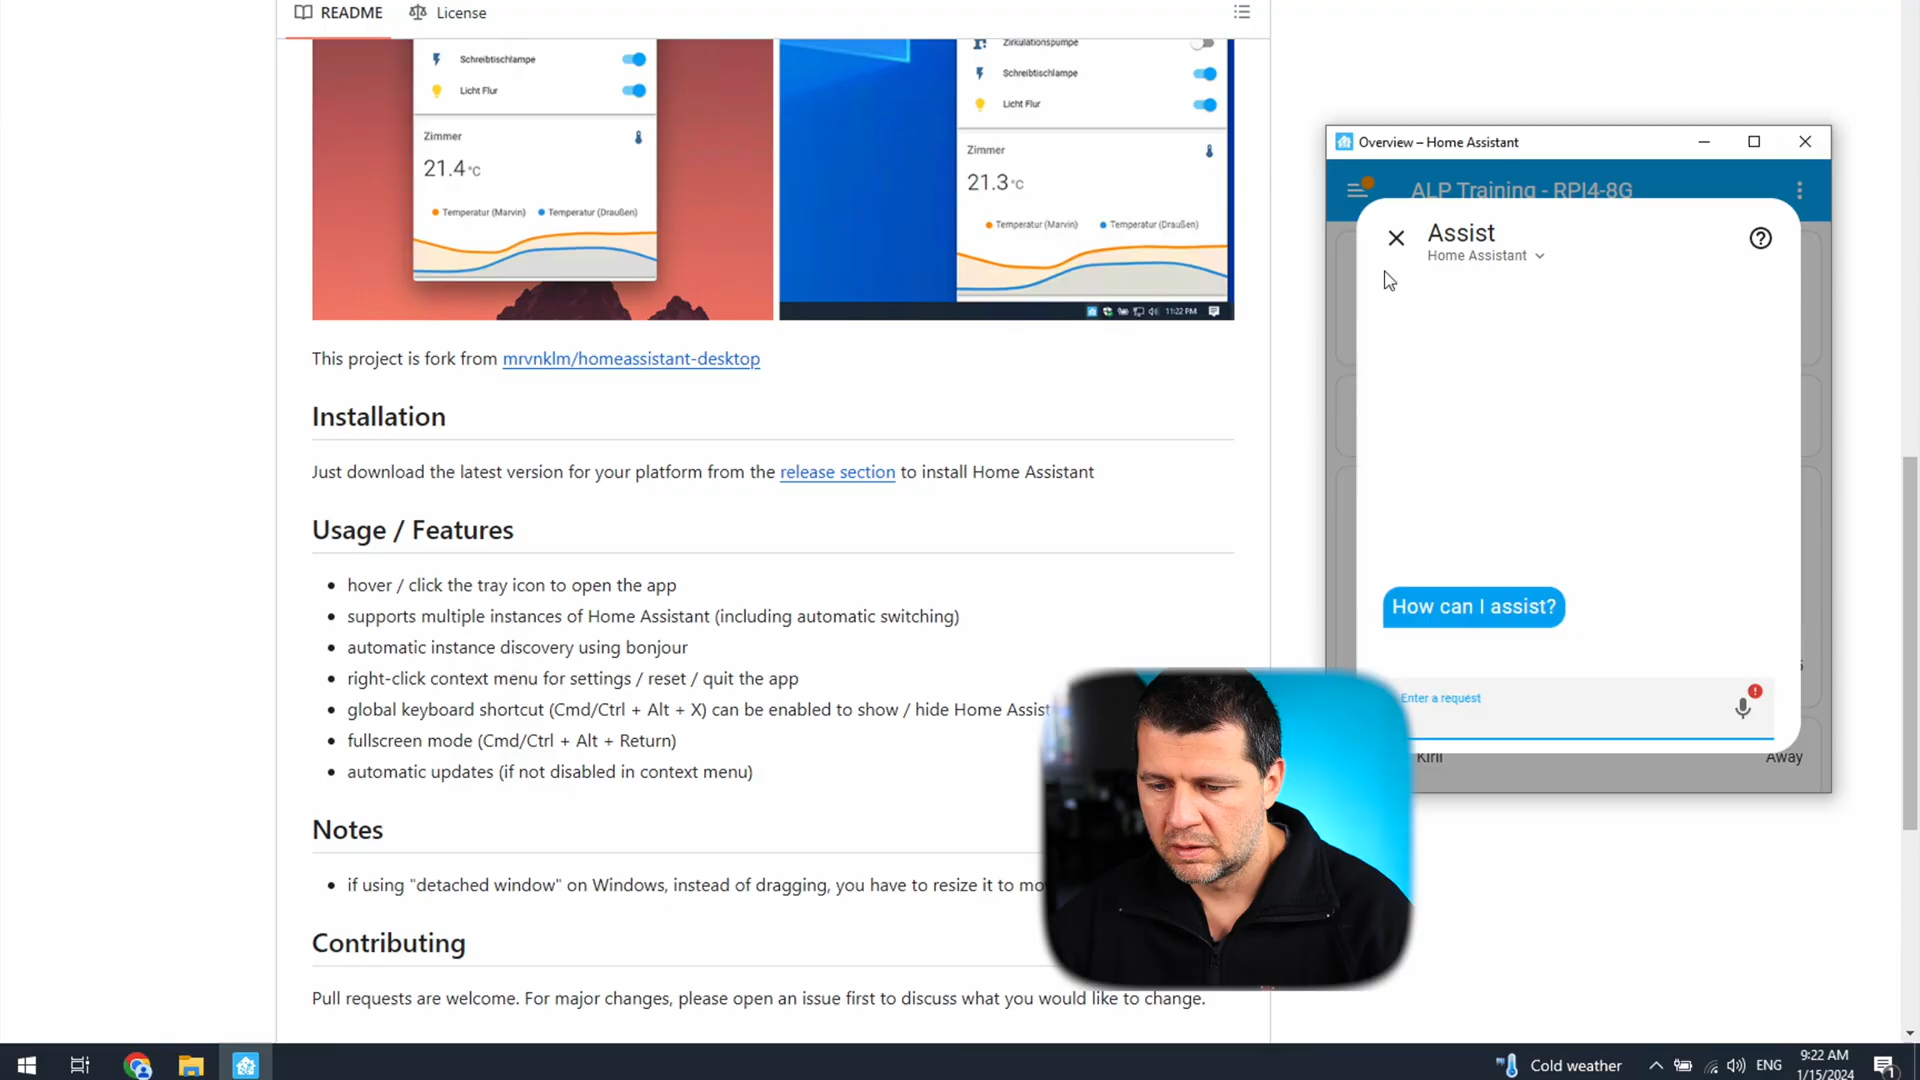 README
License
Schreibtischlampe
Licht Flur
Zimmer
21.4°C
Temperatur (Marvin)
Temperatur (Draußen)
Zirkulationspumpe
Schreibtischlampe
Licht Flur
Zimmer
21.3°C
Temperatur (Marvin)
Temperatur (Draußen)
11:22 PM
This project is fork from mrvnklm/homeassistant-desktop
Installation
Just download the latest version for your platform from the release section to install Home Assistant
Usage / Features
hover / click the tray icon to open the app
supports multiple instances of Home Assistant (including automatic switching)
automatic instance discovery using bonjour
right-click context menu for settings / reset / quit the app
global keyboard shortcut (Cmd/Ctrl + Alt + X) can be enabled to show / hide Home Assist
fullscreen mode (Cmd/Ctrl + Alt + Return)
automatic updates (if not disabled in context menu)
Notes
if using "detached window" on Windows, instead of dragging, you have to resize it to mo
Contributing
Pull requests are welcome. For major changes, please open an issue first to discuss what you would like to change.
Overview – Home Assistant
ALP Training - RPI4-8G
Assist
Home Assistant
How can I assist?
Enter a request
Kiril
Away
Cold weather
ENG
9:22 AM
1/15/2024
1